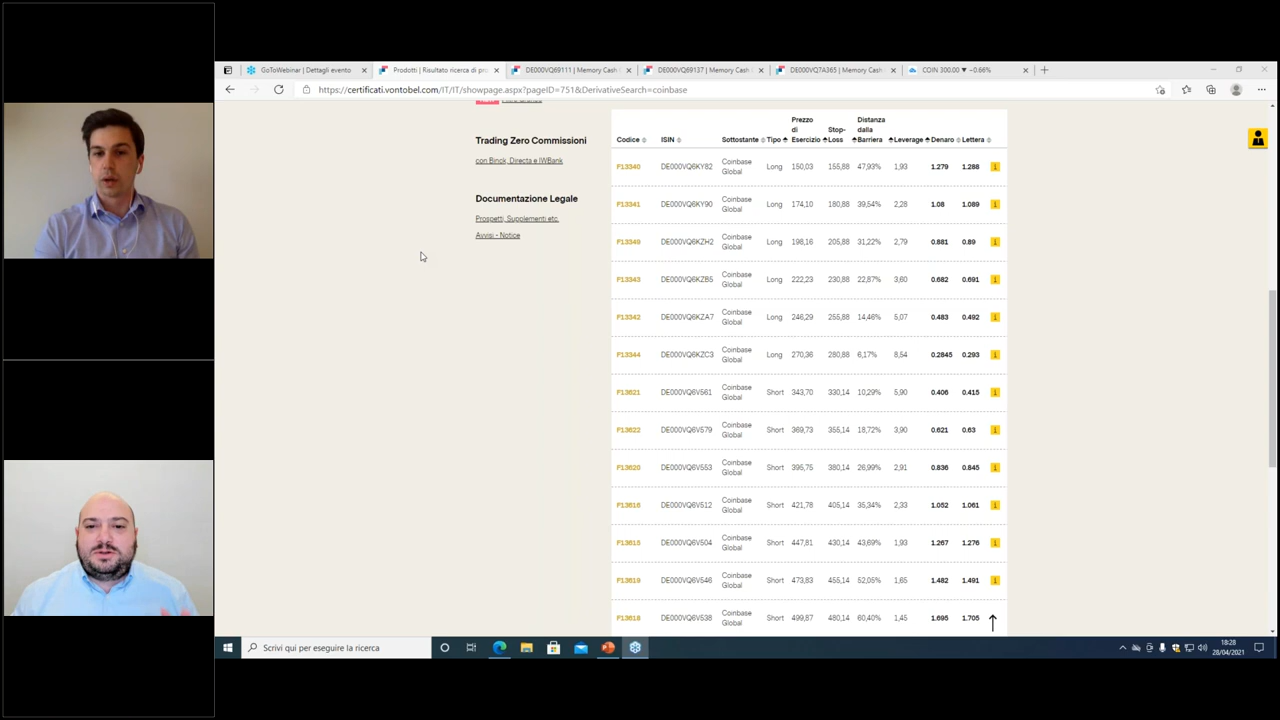 GoToWebinar | Dettagli evento
Prodotti | Risultato ricerca di pro
DE000VQ69111 | Memory Cash C
DE000VQ69137 | Memory Cash C
DE000VQ7A365 | Memory Cash
COIN 300.00 ▼ −0.66%
https://certificati.vontobel.com/IT/IT/showpage.aspx?pageID=751&DerivativeSearch=coinbase
Trading Zero Commissioni
con Binck, Directa e IWBank
Documentazione Legale
Prospetti, Supplementi etc.
Avvisi - Notice
Codice ISIN Sottostante Tipo Prezzo di Esercizio Stop-Loss Distanza dalla Barriera Leverage Denaro Lettera
F13340 DE000VQ6KY82 Coinbase Global Long 150,03 155,88 47,93% 1,93 1.279 1.288
F13341 DE000VQ6KY90 Coinbase Global Long 174,10 180,88 39,54% 2,28 1.08 1.089
F13349 DE000VQ6KZH2 Coinbase Global Long 198,16 205,88 31,22% 2,79 0.881 0.89
F13343 DE000VQ6KZB5 Coinbase Global Long 222,23 230,88 22,87% 3,60 0.682 0.691
F13342 DE000VQ6KZA7 Coinbase Global Long 246,29 255,88 14,46% 5,07 0.483 0.492
F13344 DE000VQ6KZC3 Coinbase Global Long 270,36 280,88 6,17% 8,54 0.2845 0.293
F13621 DE000VQ6V561 Coinbase Global Short 343,70 330,14 10,29% 5,90 0.406 0.415
F13622 DE000VQ6V579 Coinbase Global Short 369,73 355,14 18,72% 3,90 0.621 0.63
F13620 DE000VQ6V553 Coinbase Global Short 395,75 380,14 26,99% 2,91 0.836 0.845
F13616 DE000VQ6V512 Coinbase Global Short 421,78 405,14 35,34% 2,33 1.052 1.061
F13615 DE000VQ6V504 Coinbase Global Short 447,81 430,14 43,69% 1,93 1.267 1.276
F13619 DE000VQ6V546 Coinbase Global Short 473,83 455,14 52,05% 1,65 1.482 1.491
F13618 DE000VQ6V538 Coinbase Global Short 499,87 480,14 60,40% 1,45 1.695 1.705
Scrivi qui per eseguire la ricerca
18:28
28/04/2021